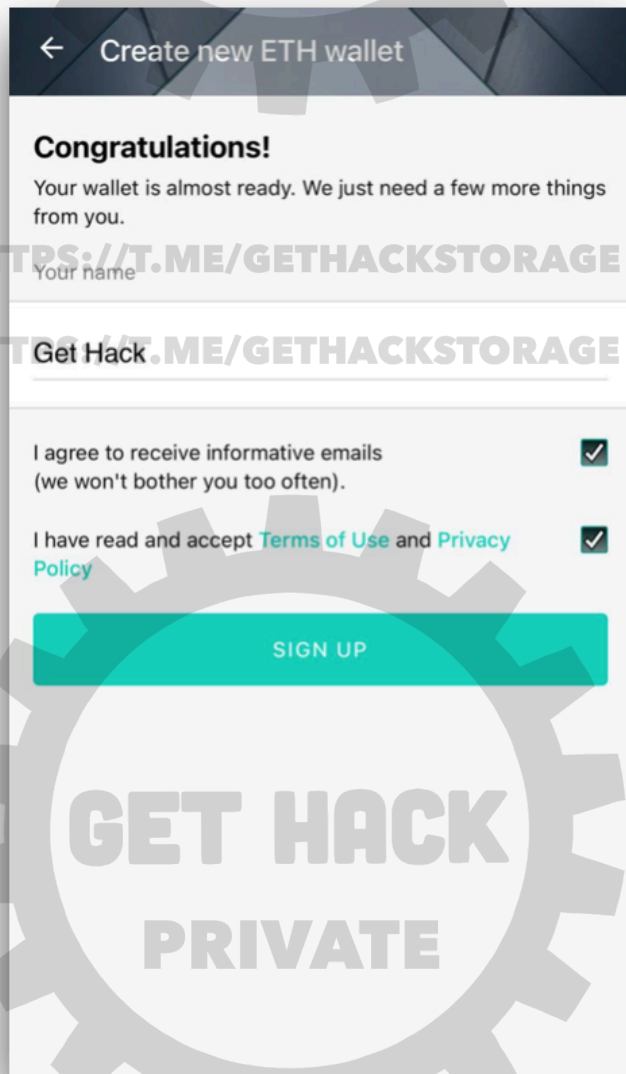 Create new ETH wallet
Congratulations!
Your wallet is almost ready. We just need a few more things
from you.
TPS://T.ME/GETHACKSTORAGE
Your name
TPS://T.ME/GETHACKSTORAGE
Get Hack
I agree to receive informative emails
(we won't bother you too often).
I have read and accept Terms of Use and Privacy
Policy
SIGN UP
GET HACK
PRIVATE